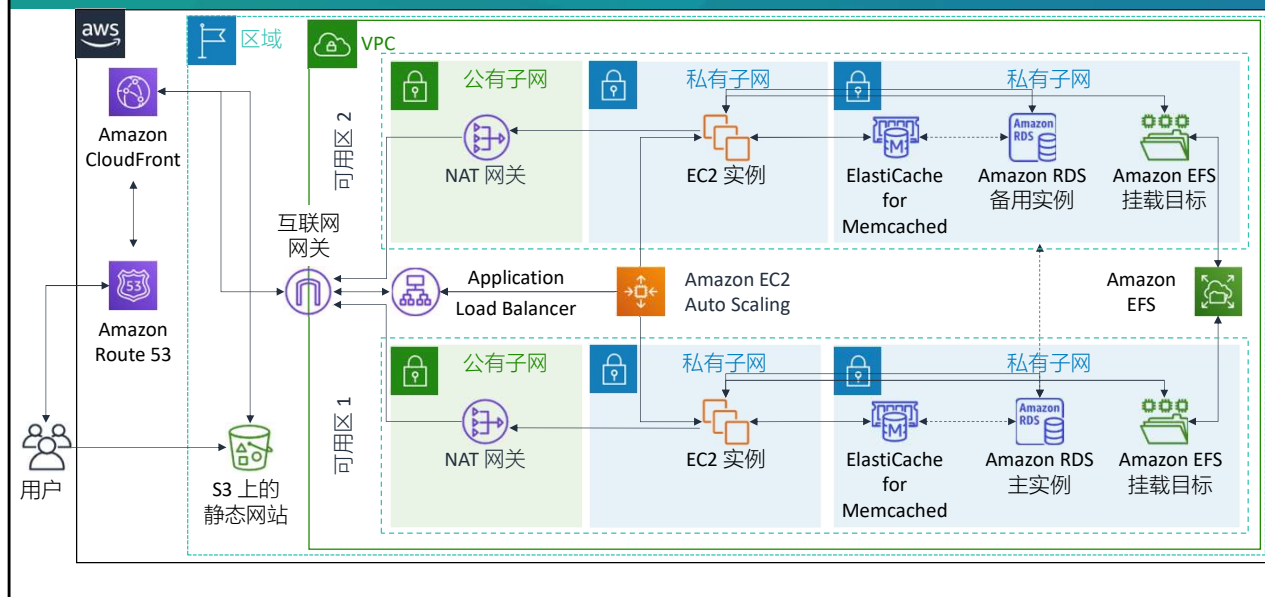 aws
区域
VPC
Amazon
CloudFront
53
Amazon
Route 53
用户
S3 上的
静态网站
互联网
网关
可用区 2
公有子网
NAT 网关
私有子网
EC2 实例
私有子网
M
ElastiCache
for
Memcached
Amazon
RDS
Amazon RDS
备用实例
Amazon EFS
挂载目标
Application
Load Balancer
Amazon EC2
Auto Scaling
Amazon
EFS
可用区 1
公有子网
NAT 网关
私有子网
EC2 实例
私有子网
M
ElastiCache
for
Memcached
Amazon
RDS
Amazon RDS
主实例
Amazon EFS
挂载目标